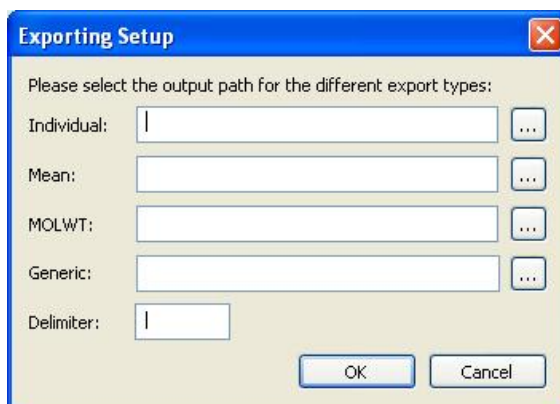 Exporting Setup
Please select the output path for the different export types:
Individual: ...
Mean: ...
MOLWT: ...
Generic: ...
Delimiter: |
OK Cancel